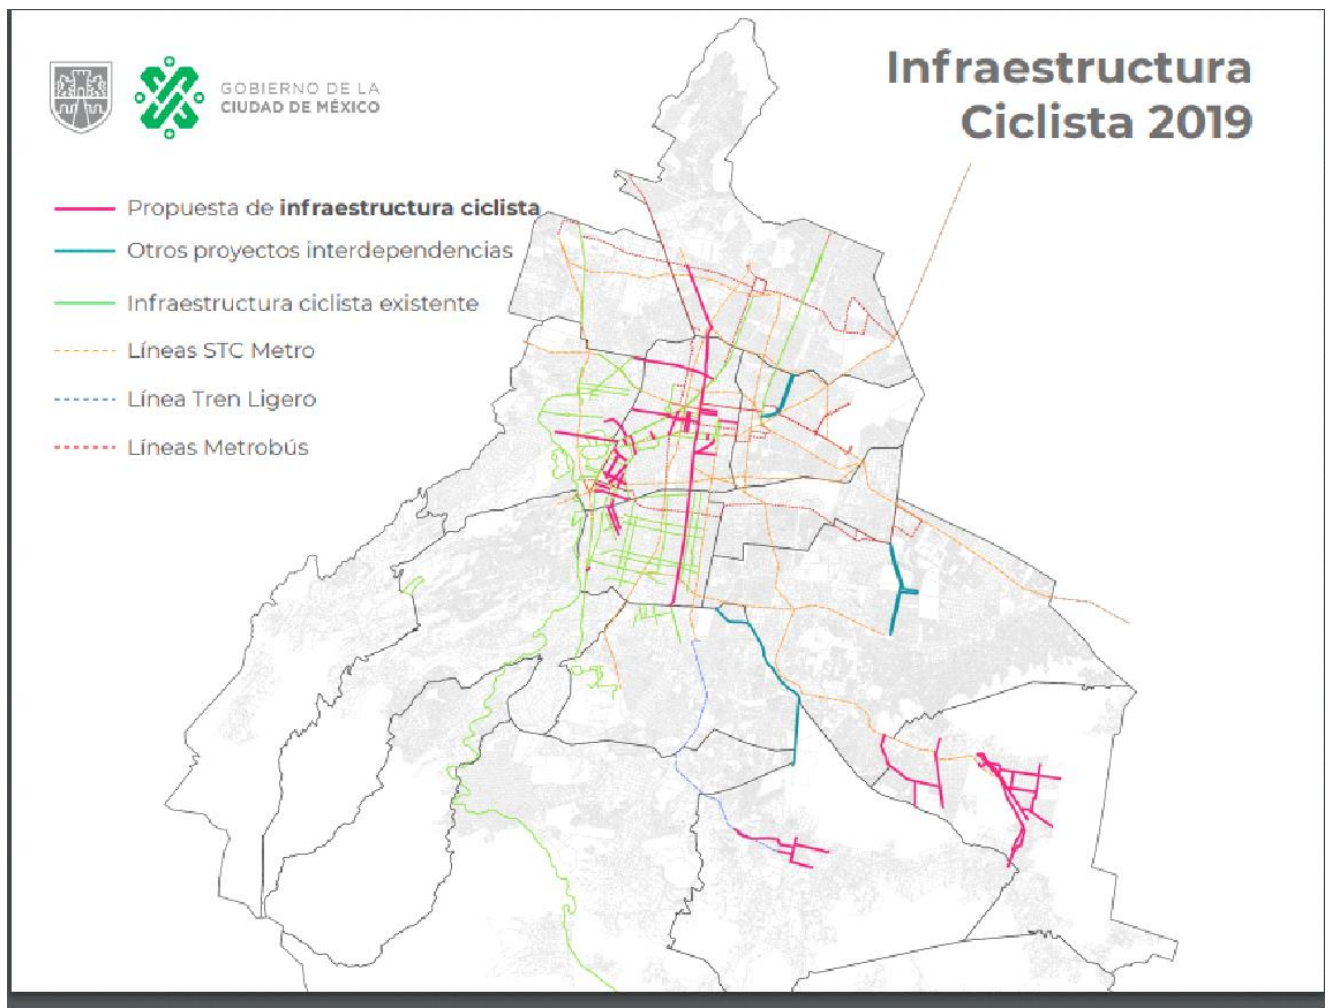 GOBIERNO DE LA
CIUDAD DE MÉXICO
Infraestructura
Ciclista 2019
Propuesta de infraestructura ciclista
Otros proyectos interdependencias
Infraestructura ciclista existente
Líneas STC Metro
Línea Tren Ligero
Líneas Metrobús